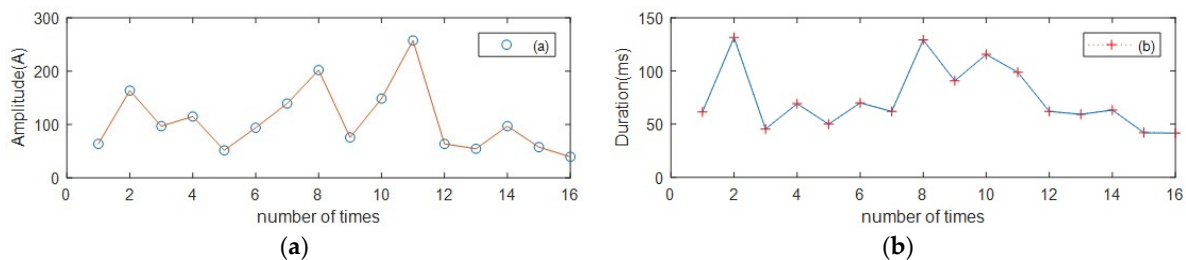 300
200
100
0
Amplitude(A)
(a)
0 2 4 6 8 10 12 14 16
number of times
(a)
150
100
50
0
Duration(ms)
(b)
0 2 4 6 8 10 12 14 16
number of times
(b)